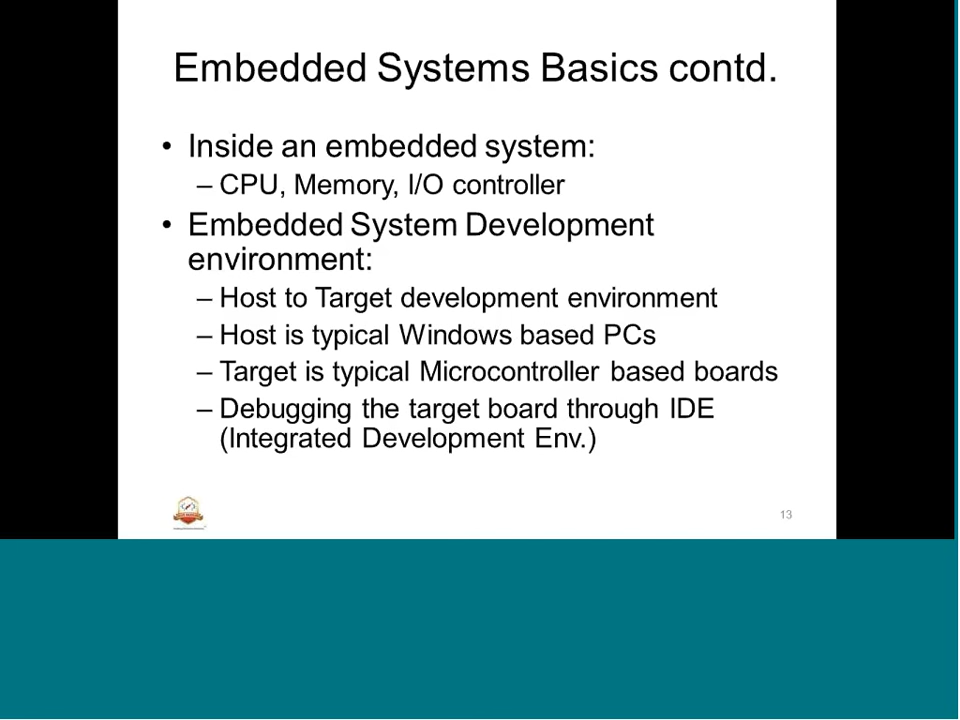 Embedded Systems Basics contd.
• Inside an embedded system:
– CPU, Memory, I/O controller
• Embedded System Development
environment:
– Host to Target development environment
– Host is typical Windows based PCs
– Target is typical Microcontroller based boards
– Debugging the target board through IDE
(Integrated Development Env.)
13